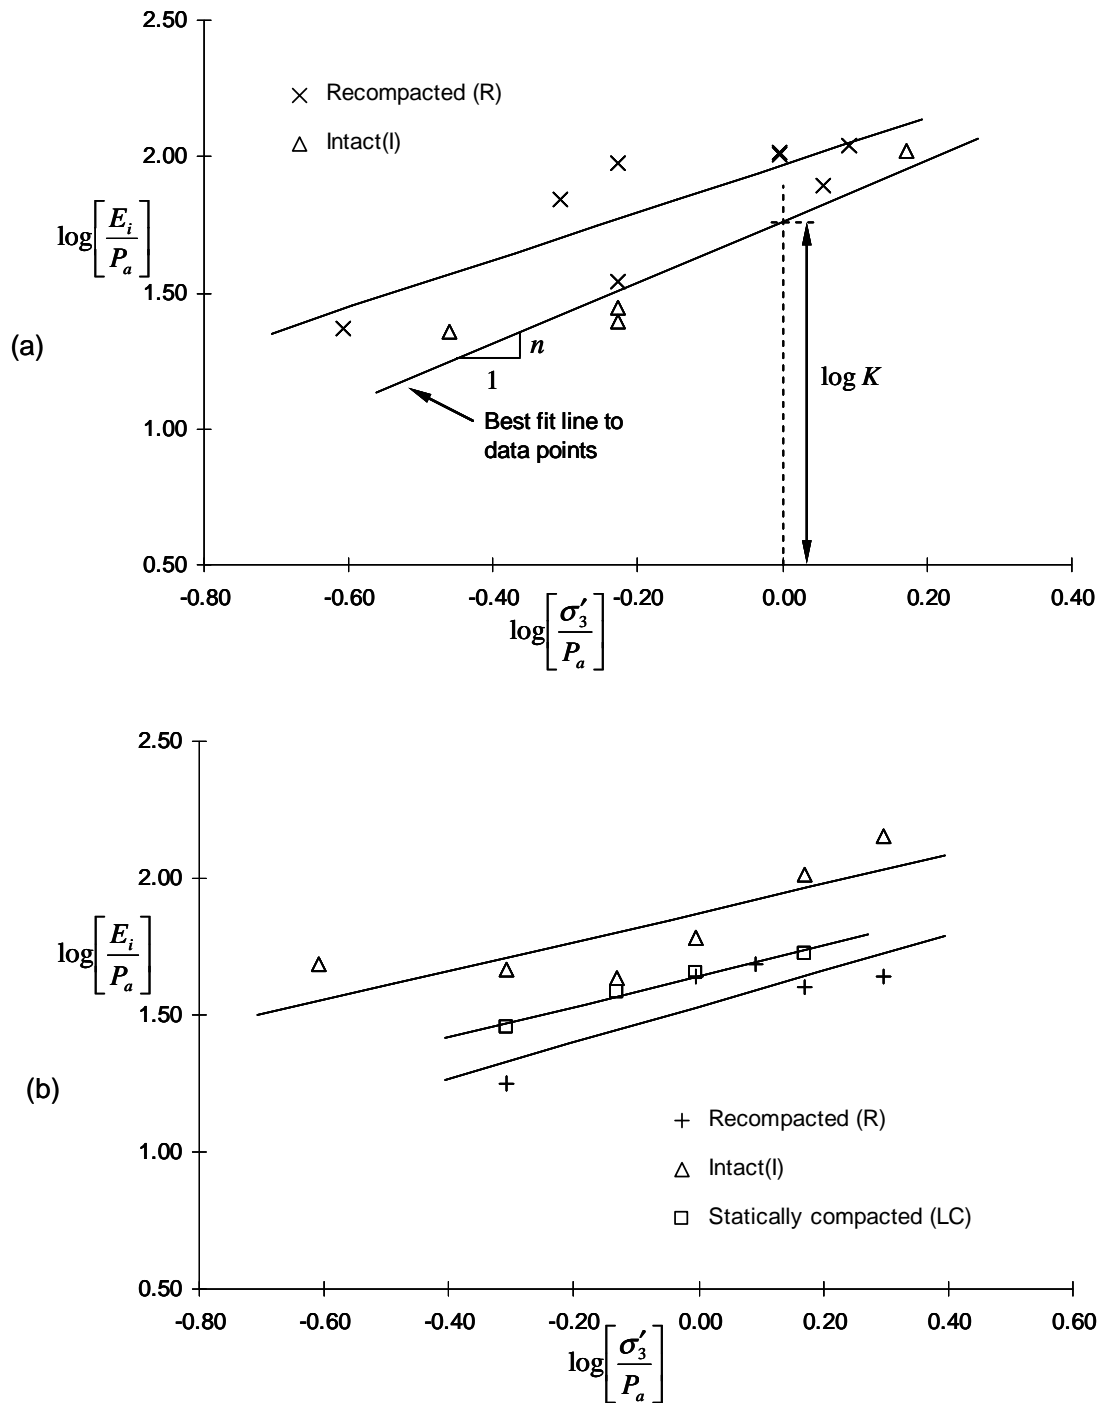 2.50
Recompacted (R)
Intact(I)
2.00
log[E_i/P_a]
1.50
(a)
n
1
log K
Best fit line to
data points
1.00
0.50
-0.80 -0.60 -0.40 -0.20 0.00 0.20 0.40
log[σ′_3/P_a]
2.50
2.00
log[E_i/P_a]
1.50
(b)
Recompacted (R)
1.00
Intact(I)
Statically compacted (LC)
0.50
-0.80 -0.60 -0.40 -0.20 0.00 0.20 0.40 0.60
log[σ′_3/P_a]